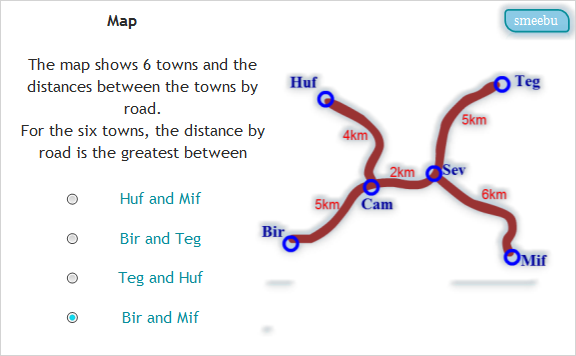 Map
smeebu
The map shows 6 towns and the
distances between the towns by
road.
For the six towns, the distance by
road is the greatest between
Huf and Mif
Bir and Teg
Teg and Huf
Bir and Mif
Huf
Teg
4km
5km
2km
Sev
5km
Cam
6km
Bir
Mif